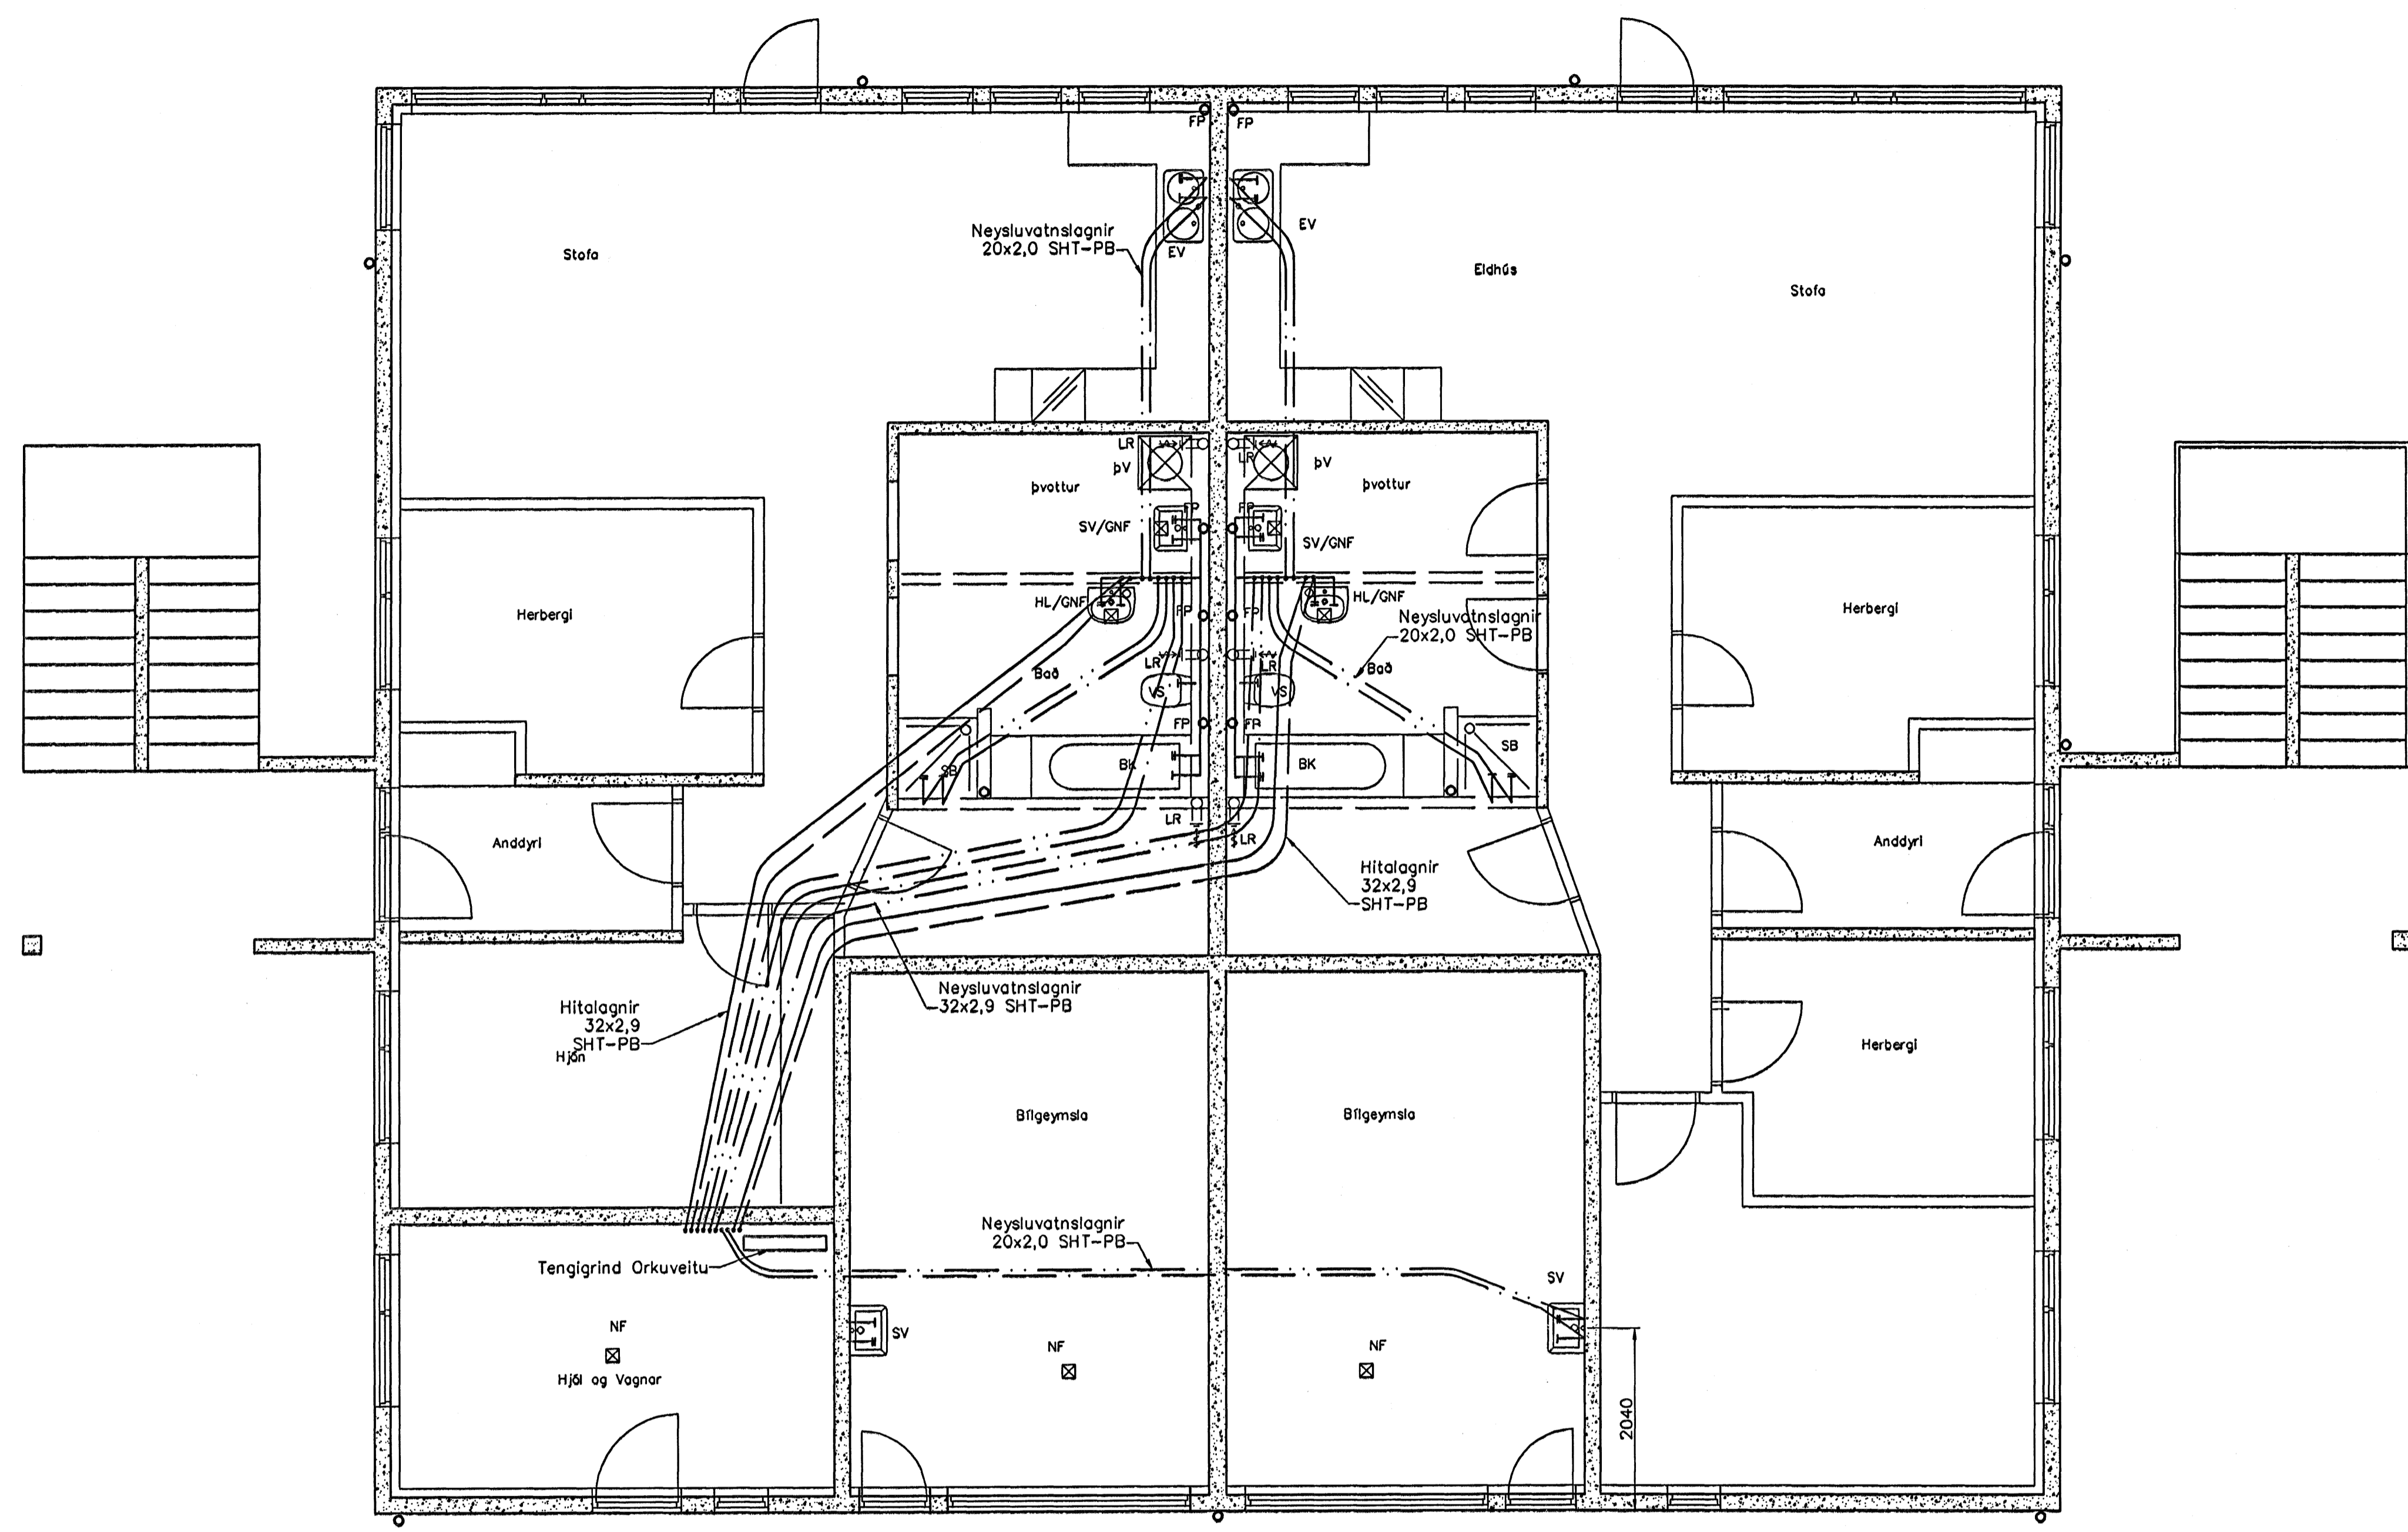 FP
FP
Neysluvatnslagnir
20x2,0 SHT-PB
EV
EV
Stofa
Eldhús
Stofa
LR
LR
ÞV
ÞV
Þvottur
Þvottur
FP
FP
SV/GNF
SV/GNF
HL/GNF
HL/GNF
FP
FP
Neysluvatnslagnir
20x2,0 SHT-PB
Herbergi
Herbergi
LR
LR
Bað
Bað
VS
VS
FP
FP
SB
SB
BK
BK
LR
LR
Anddyri
Anddyri
Hitalagnir
32x2,9
SHT-PB
Neysluvatnslagnir
32x2,9 SHT-PB
Hitalagnir
32x2,9
SHT-PB
Hjón
Herbergi
Bílgeymsla
Bílgeymsla
Neysluvatnslagnir
20x2,0 SHT-PB
Tengigrind Orkuveitu
SV
SV
NF
NF
NF
Hjól og Vagnar
2040